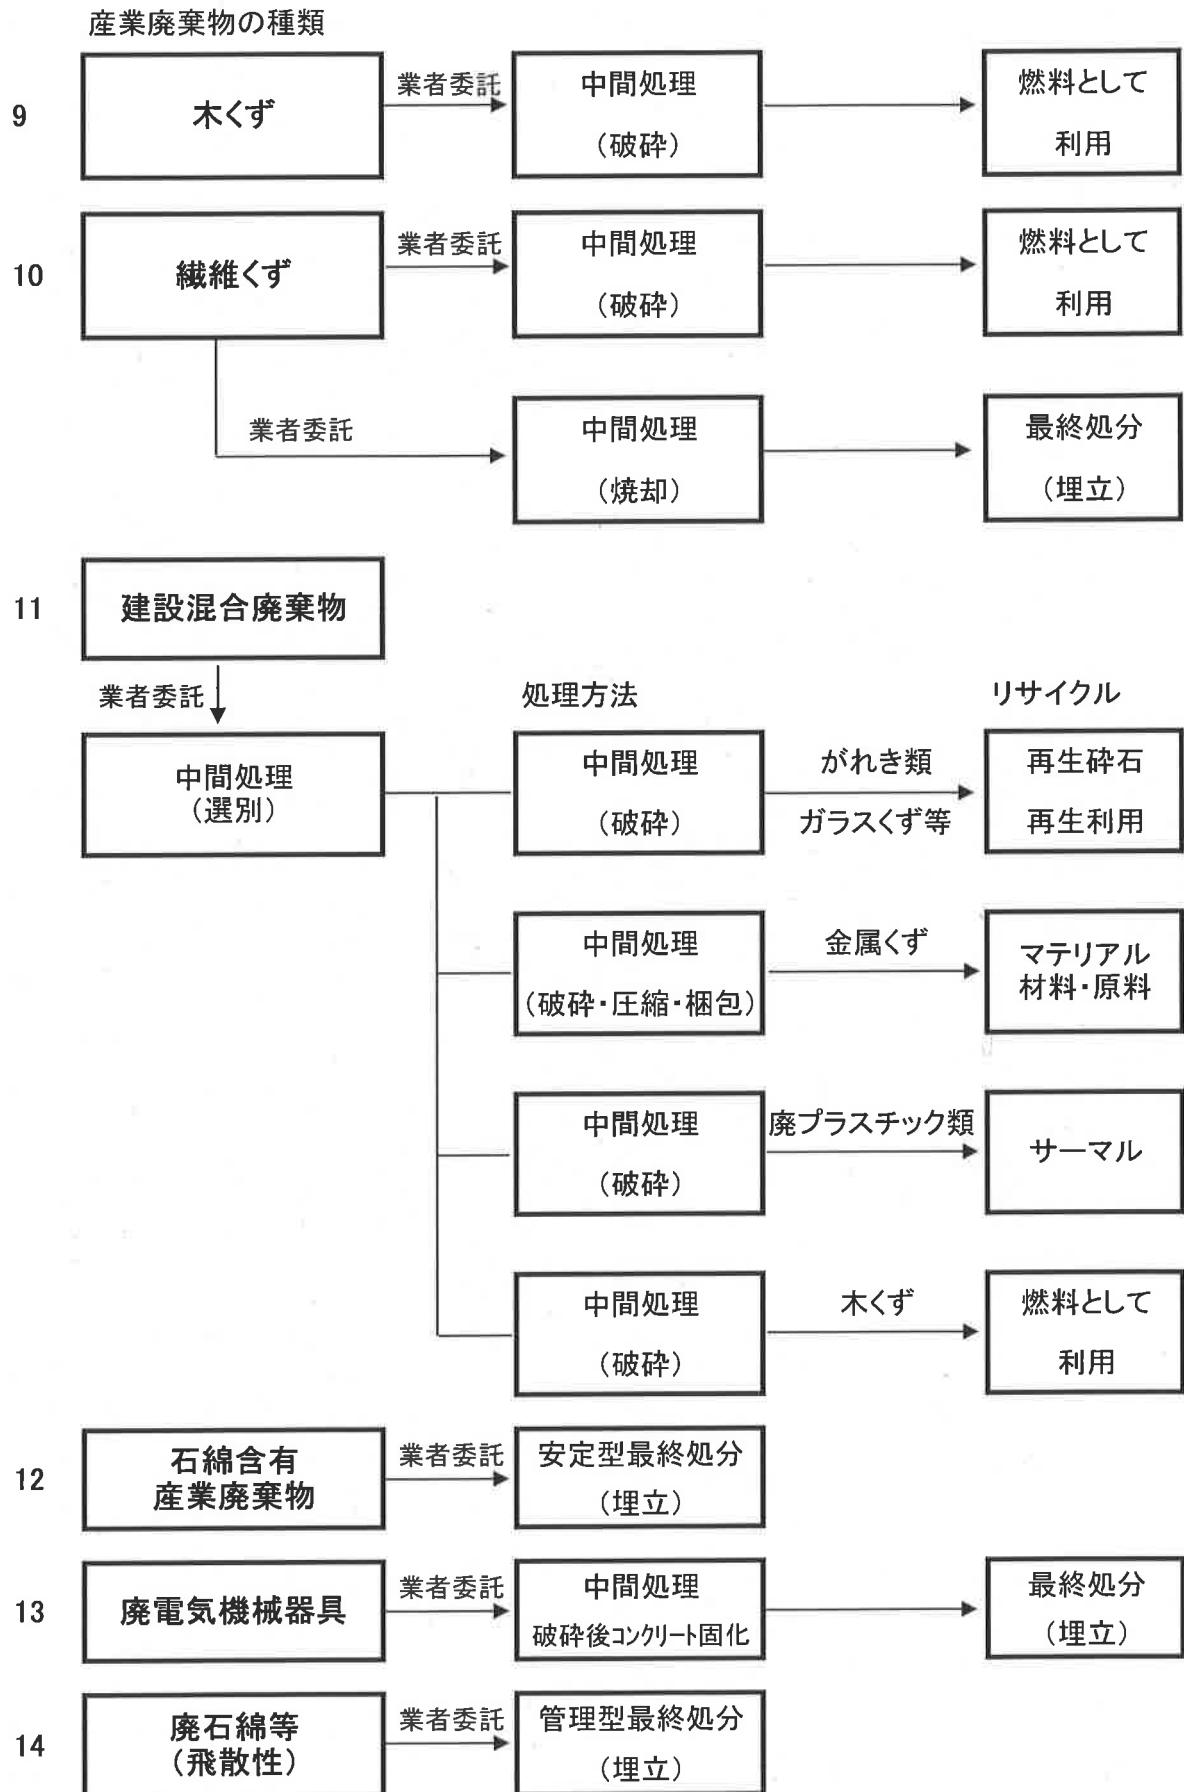 産業廃棄物の種類
9
木くず
業者委託
中間処理
(破砕)
燃料として
利用
10
繊維くず
業者委託
中間処理
(破砕)
燃料として
利用
業者委託
中間処理
(焼却)
最終処分
(埋立)
11
建設混合廃棄物
業者委託
処理方法
リサイクル
中間処理
(選別)
中間処理
(破砕)
がれき類
ガラスくず等
再生砕石
再生利用
中間処理
(破砕・圧縮・梱包)
金属くず
マテリアル
材料・原料
中間処理
(破砕)
廃プラスチック類
サーマル
中間処理
(破砕)
木くず
燃料として
利用
12
石綿含有
産業廃棄物
業者委託
安定型最終処分
(埋立)
13
廃電気機械器具
業者委託
中間処理
破砕後コンクリート固化
最終処分
(埋立)
14
廃石綿等
(飛散性)
業者委託
管理型最終処分
(埋立)